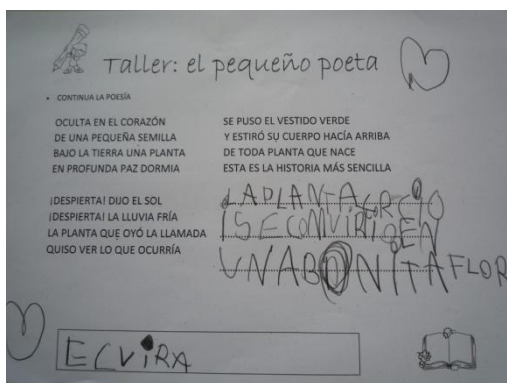 Taller: el pequeño poeta
• CONTINUA LA POESÍA
OCULTA EN EL CORAZÓN
DE UNA PEQUEÑA SEMILLA
BAJO LA TIERRA UNA PLANTA
EN PROFUNDA PAZ DORMIA
¡DESPIERTA! DIJO EL SOL
¡DESPIERTA! LA LLUVIA FRÍA
LA PLANTA QUE OYÓ LA LLAMADA
QUISO VER LO QUE OCURRÍA
SE PUSO EL VESTIDO VERDE
Y ESTIRÓ SU CUERPO HACÍA ARRIBA
DE TODA PLANTA QUE NACE
ESTA ES LA HISTORIA MÁS SENCILLA
LA PLANTA
I SE
UNA BONITA FLOR
ELVIRA